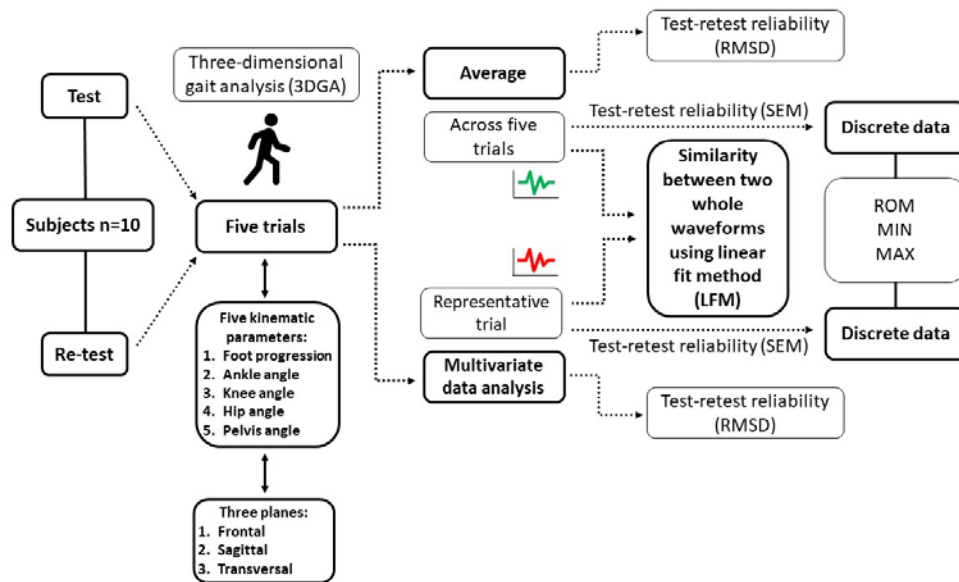 Test
Subjects n=10
Re-test
Three-dimensional
gait analysis (3DGA)
Five trials
Five kinematic
parameters:
1. Foot progression
2. Ankle angle
3. Knee angle
4. Hip angle
5. Pelvis angle
Three planes:
1. Frontal
2. Sagittal
3. Transversal
Average
Across five
trials
Representative
trial
Multivariate
data analysis
Test-retest reliability
(RMSD)
Test-retest reliability (SEM)
Similarity
between two
whole
waveforms
using linear
fit method
(LFM)
Test-retest reliability (SEM)
Test-retest reliability
(RMSD)
Discrete data
ROM
MIN
MAX
Discrete data